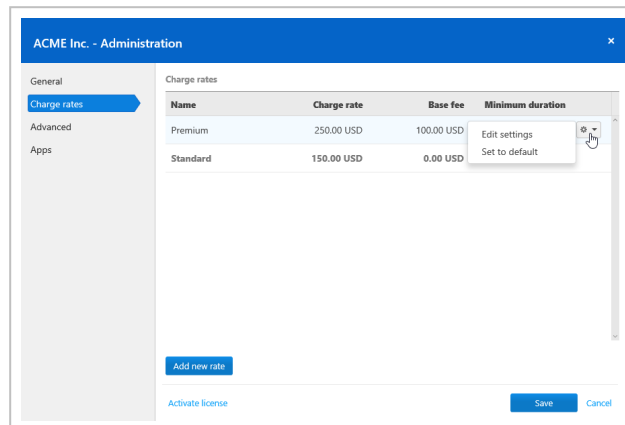 ACME Inc. - Administration ×
General
Charge rates
Advanced
Apps
Charge rates
Name Charge rate Base fee Minimum duration
Premium 250.00 USD 100.00 USD
Standard 150.00 USD 0.00 USD
Edit settings
Set to default
Add new rate
Activate license
Save Cancel